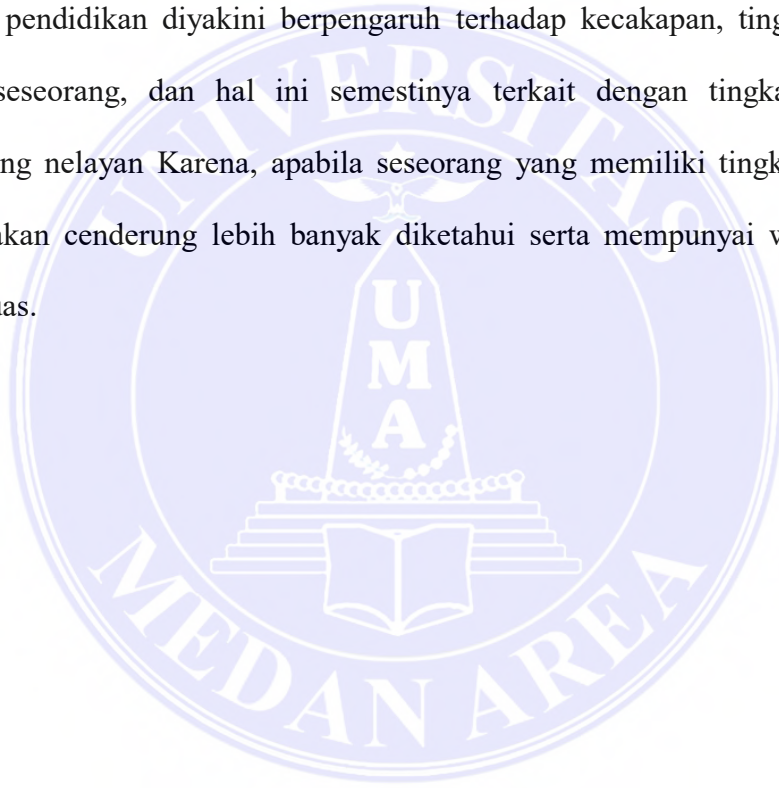 pendidikan diyakini berpengaruh terhadap kecakapan, ting
seseorang, dan hal ini semestinya terkait dengan tingka
ng nelayan Karena, apabila seseorang yang memiliki tingk
akan cenderung lebih banyak diketahui serta mempunyai w
as.
UNIVERSITAS
U
M
A
MEDAN AREA